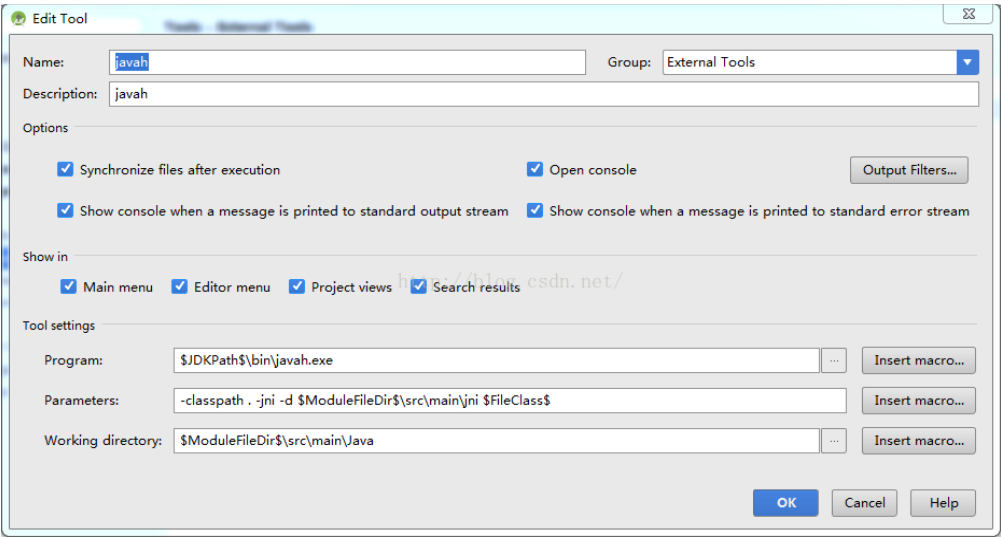 Edit Tool
Tools - External Tools
Name: javah Group: External Tools
Description: javah
Options
Synchronize files after execution Open console Output Filters...
Show console when a message is printed to standard output stream Show console when a message is printed to standard error stream
Show in
http://blog.csdn.net/
Main menu Editor menu Project views Search results
Tool settings
Program: $JDKPath$\bin\javah.exe ... Insert macro...
Parameters: -classpath . -jni -d $ModuleFileDir$\src\main\jni $FileClass$ Insert macro...
Working directory: $ModuleFileDir$\src\main\Java ... Insert macro...
OK Cancel Help